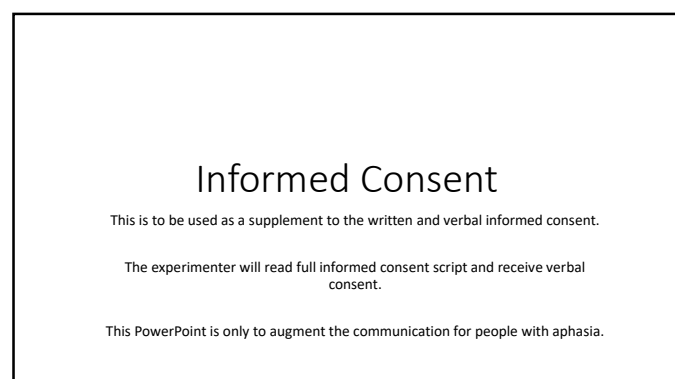 Informed Consent
This is to be used as a supplement to the written and verbal informed consent.
The experimenter will read full informed consent script and receive verbal
consent.
This PowerPoint is only to augment the communication for people with aphasia.